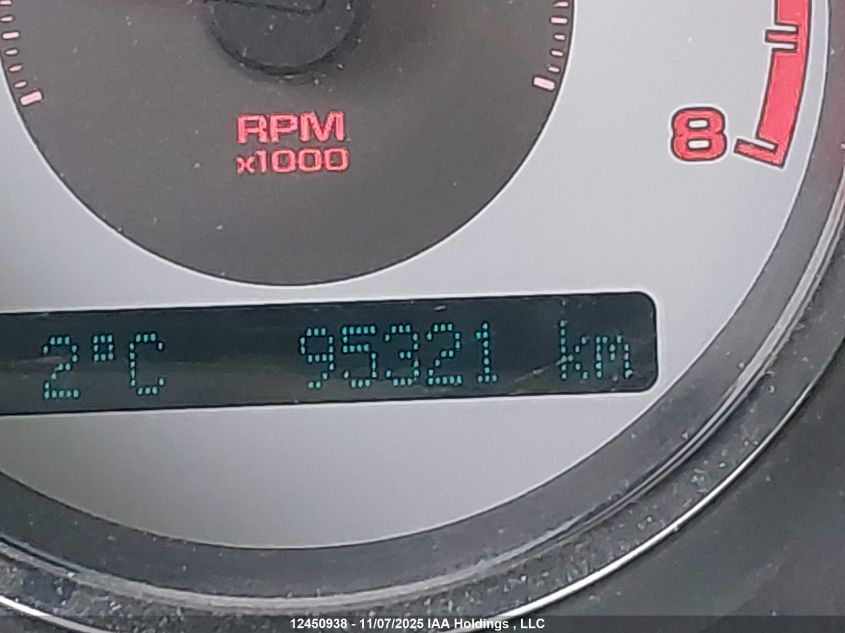 RPM
x1000
8
2°C 95321 km
12450938 - 11/07/2025 IAA Holdings , LLC